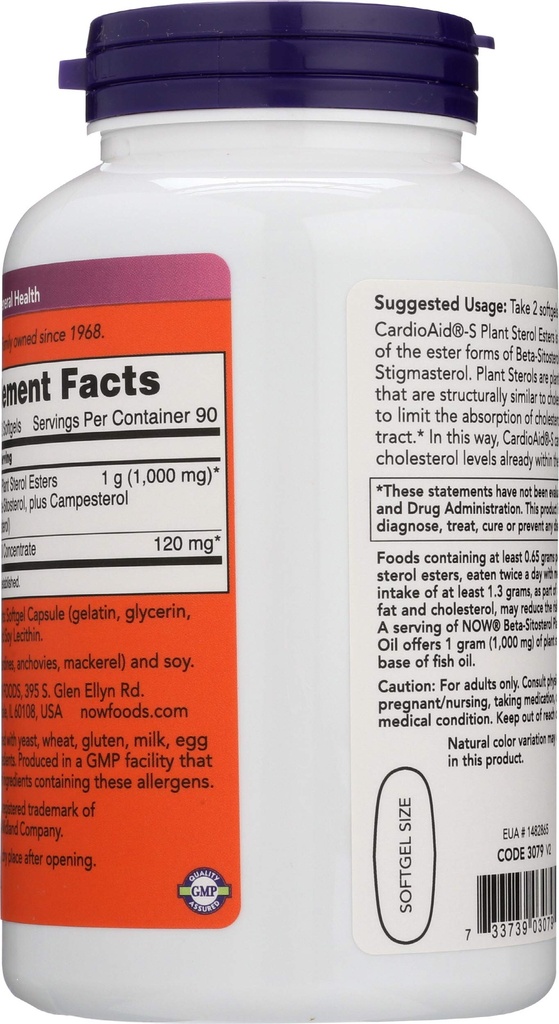 Health
owned since 1968.
Facts
Softgels Servings Per Container 90
Plant Sterol Esters 1 g (1,000 mg)*
plus Campesterol
Concentrate 120 mg*
established.
Softgel Capsule (gelatin, glycerin,
Soy Lecithin.
anchovies, mackerel) and soy.
FOODS, 395 S. Glen Ellyn Rd.
IL 60108, USA nowfoods.com
with yeast, wheat, gluten, milk, egg
Produced in a GMP facility that
ingredients containing these allergens.
trademark of
Midland Company.
place after opening.
QUALITY
GMP
ASSURED
Suggested Usage: Take 2
CardioAid®-S Plant Sterol Esters
of the ester forms of
Stigmasterol. Plant Sterols are
that are structurally similar to
to limit the absorption of
tract.* In this way, CardioAid®-S
cholesterol levels already within
*These statements have not been
and Drug Administration. This product
diagnose, treat, cure or prevent any
Foods containing at least 0.65 grams
sterol esters, eaten twice a day with
intake of at least 1.3 grams, as part of
fat and cholesterol, may reduce the
A serving of NOW® Beta-Sitosterol
Oil offers 1 gram (1,000 mg) of plant
base of fish oil.
Caution: For adults only. Consult
pregnant/nursing, taking medication,
medical condition. Keep out of
Natural color variation may
in this product.
SOFTGEL SIZE
EUA # 1482865
CODE 3079 V2
7 33739 03079